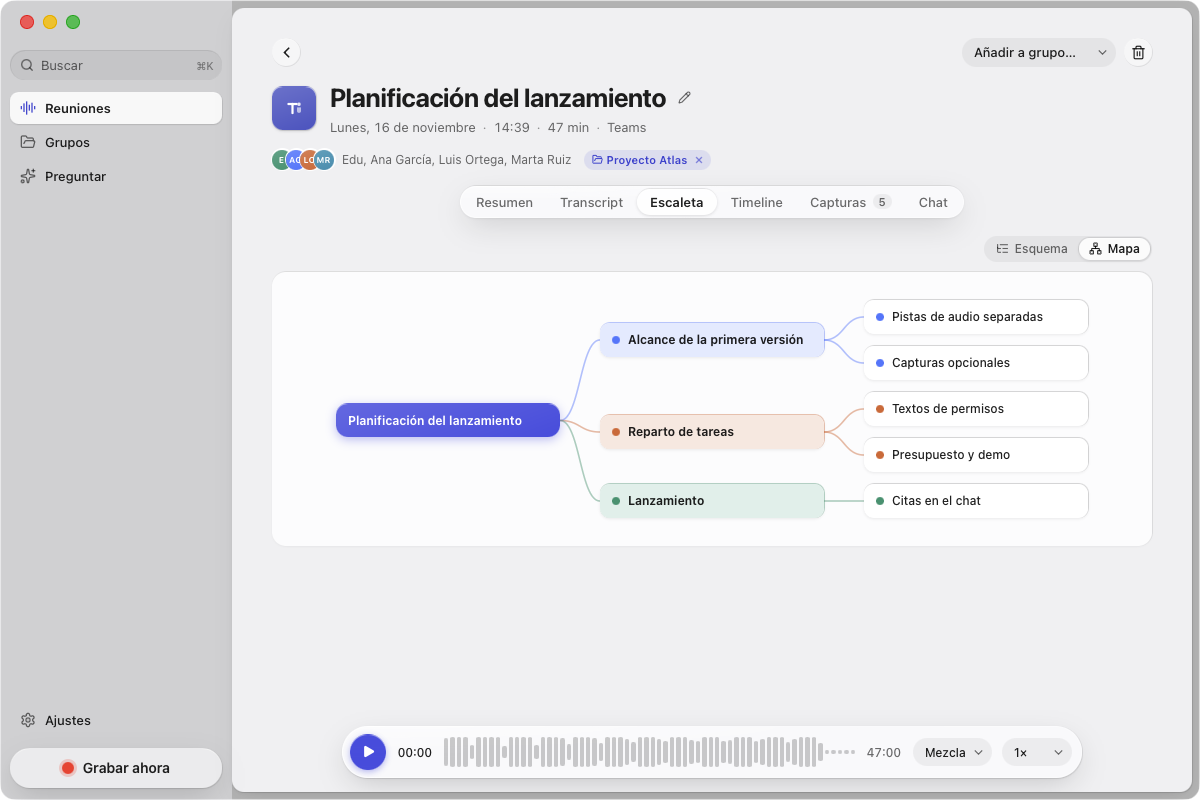 Buscar ⌘K
Reuniones
Grupos
Preguntar
Ajustes
Grabar ahora
Añadir a grupo...
Planificación del lanzamiento
Lunes, 16 de noviembre · 14:39 · 47 min · Teams
MR Edu, Ana García, Luis Ortega, Marta Ruiz Proyecto Atlas ×
Resumen Transcript Escaleta Timeline Capturas 5 Chat
Esquema Mapa
Planificación del lanzamiento
Alcance de la primera versión
Pistas de audio separadas
Capturas opcionales
Reparto de tareas
Textos de permisos
Presupuesto y demo
Lanzamiento
Citas en el chat
00:00 47:00 Mezcla 1×